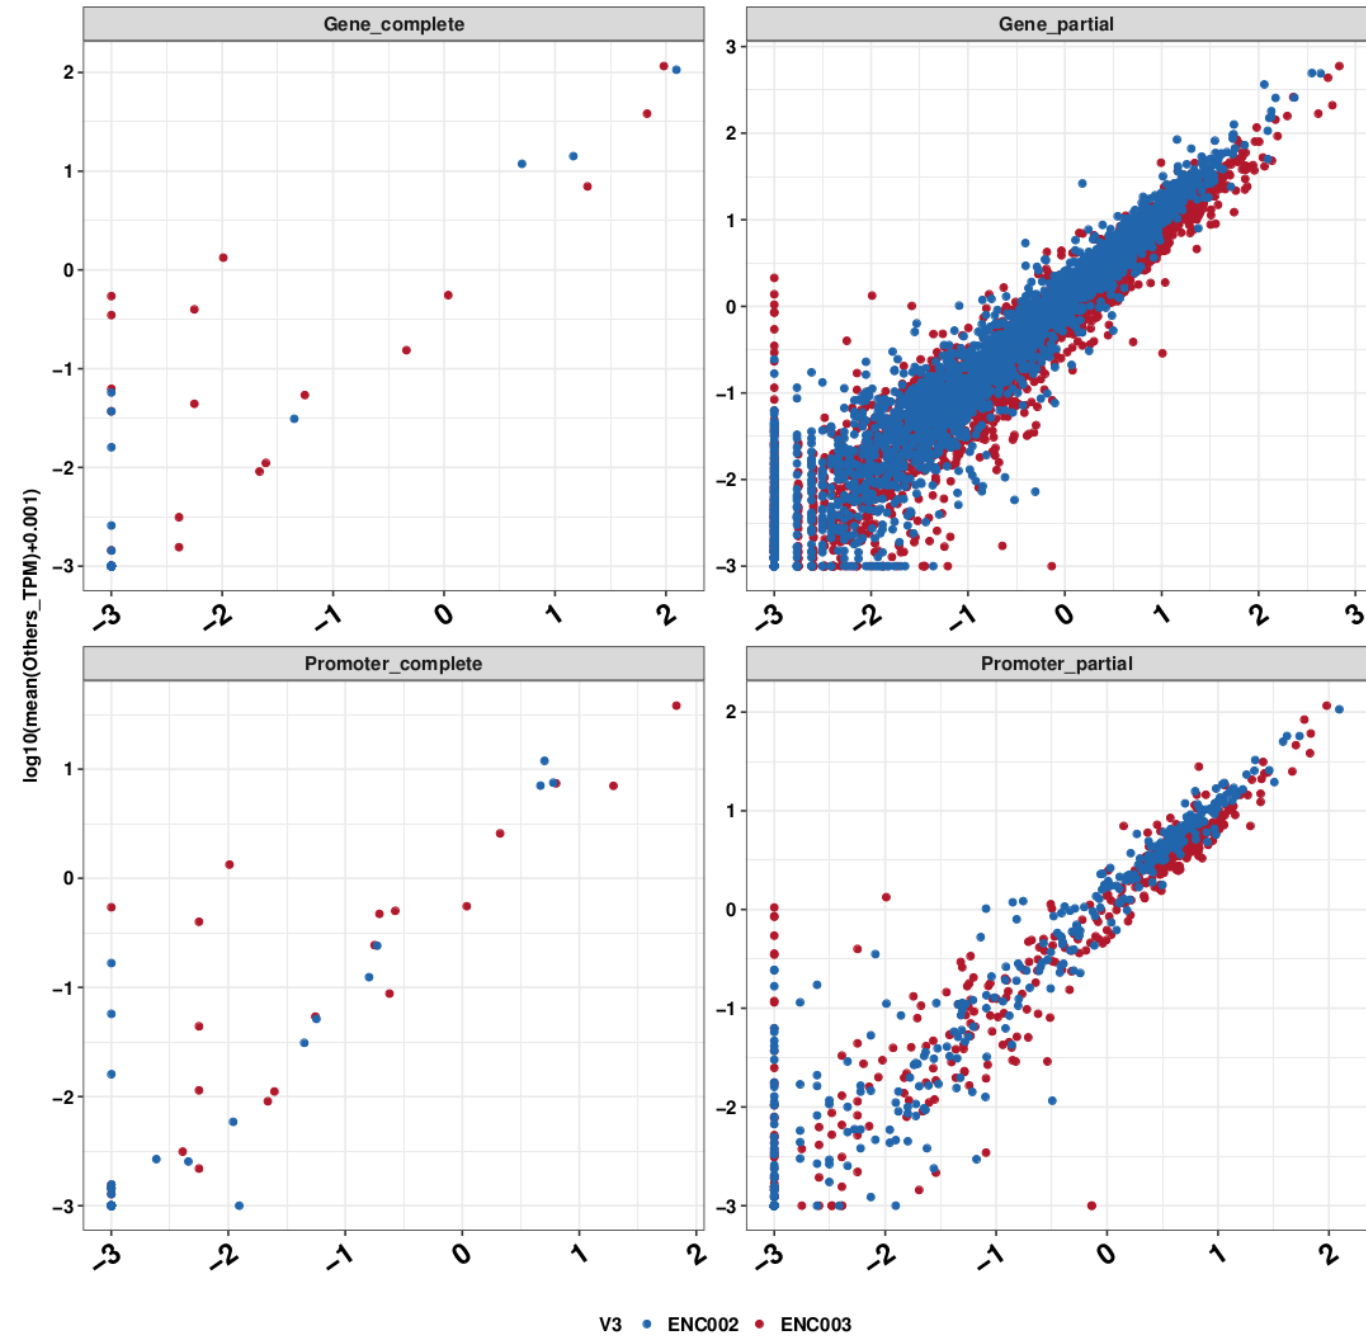 Gene_complete
Gene_partial
2
1
0
−1
−2
−3
3
2
1
0
−1
−2
−3
−3 −2 −1 0 1 2
−3 −2 −1 0 1 2 3
log10(mean(Others_TPM)+0.001)
Promoter_complete
Promoter_partial
1
0
−1
−2
−3
2
1
0
−1
−2
−3
−3 −2 −1 0 1 2
−3 −2 −1 0 1 2
V3 ENC002 ENC003